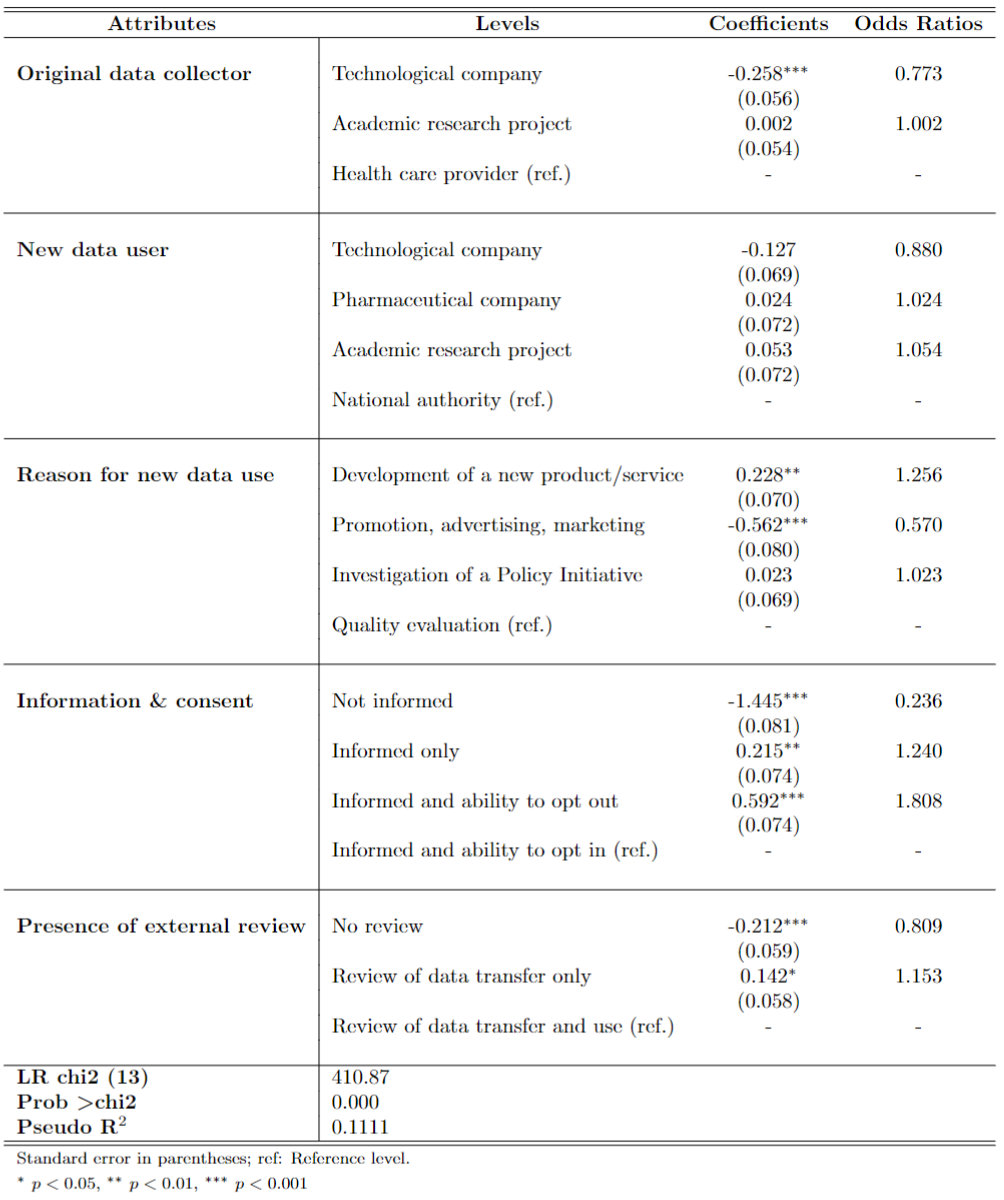 Attributes Levels Coefficients Odds Ratios
Original data collector Technological company -0.258*** 0.773
(0.056)
Academic research project 0.002 1.002
(0.054)
Health care provider (ref.) - -
New data user Technological company -0.127 0.880
(0.069)
Pharmaceutical company 0.024 1.024
(0.072)
Academic research project 0.053 1.054
(0.072)
National authority (ref.) - -
Reason for new data use Development of a new product/service 0.228** 1.256
(0.070)
Promotion, advertising, marketing -0.562*** 0.570
(0.080)
Investigation of a Policy Initiative 0.023 1.023
(0.069)
Quality evaluation (ref.) - -
Information & consent Not informed -1.445*** 0.236
(0.081)
Informed only 0.215** 1.240
(0.074)
Informed and ability to opt out 0.592*** 1.808
(0.074)
Informed and ability to opt in (ref.) - -
Presence of external review No review -0.212*** 0.809
(0.059)
Review of data transfer only 0.142* 1.153
(0.058)
Review of data transfer and use (ref.) - -
LR chi2 (13) 410.87
Prob >chi2 0.000
Pseudo R² 0.1111
Standard error in parentheses; ref: Reference level.
* p < 0.05, ** p < 0.01, *** p < 0.001